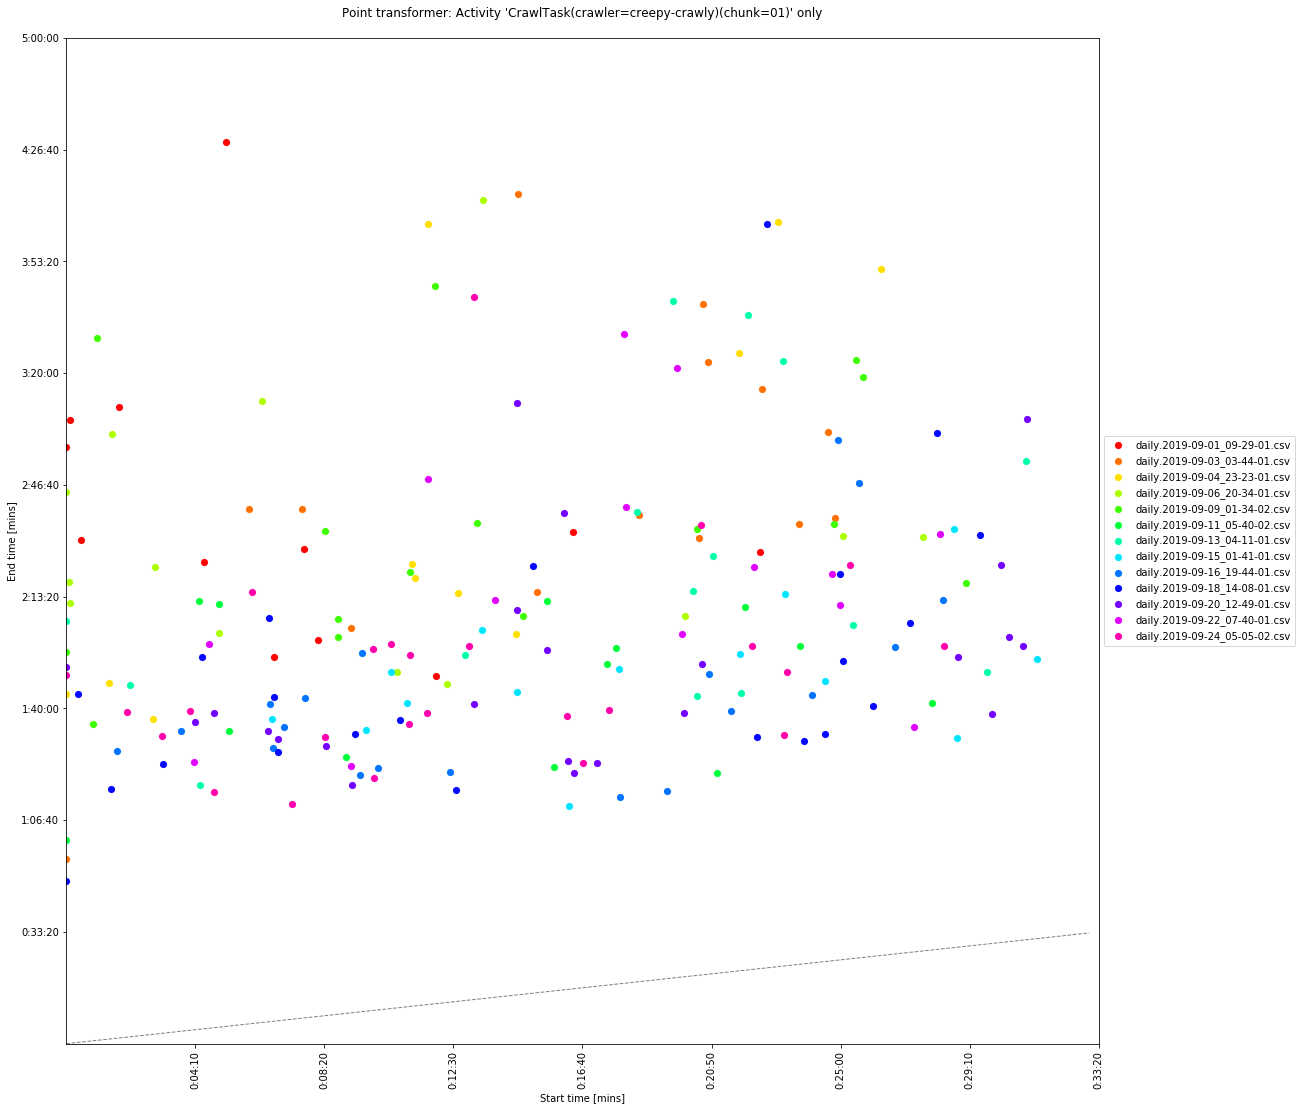 Point transformer: Activity 'CrawlTask(crawler=creepy-crawly)(chunk=01)' only
5:00:00
4:26:40
3:53:20
3:20:00
2:46:40
2:13:20
1:40:00
1:06:40
0:33:20
End time [mins]
0:04:10
0:08:20
0:12:30
0:16:40
0:20:50
0:25:00
0:29:10
0:33:20
Start time [mins]
daily.2019-09-01_09-29-01.csv
daily.2019-09-03_03-44-01.csv
daily.2019-09-04_23-23-01.csv
daily.2019-09-06_20-34-01.csv
daily.2019-09-09_01-34-02.csv
daily.2019-09-11_05-40-02.csv
daily.2019-09-13_04-11-01.csv
daily.2019-09-15_01-41-01.csv
daily.2019-09-16_19-44-01.csv
daily.2019-09-18_14-08-01.csv
daily.2019-09-20_12-49-01.csv
daily.2019-09-22_07-40-01.csv
daily.2019-09-24_05-05-02.csv